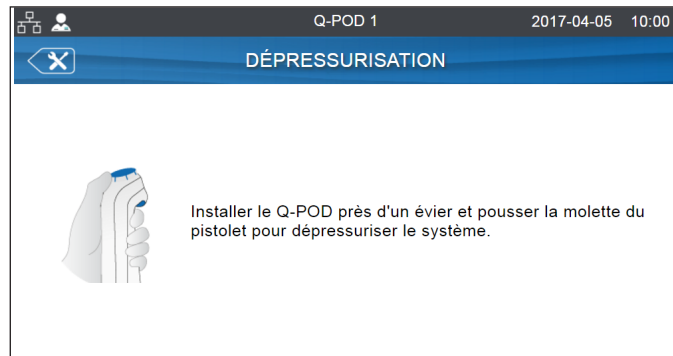 Q-POD 1 2017-04-05 10:00
DÉPRESSURISATION
Installer le Q-POD près d'un évier et pousser la molette du
pistolet pour dépressuriser le système.